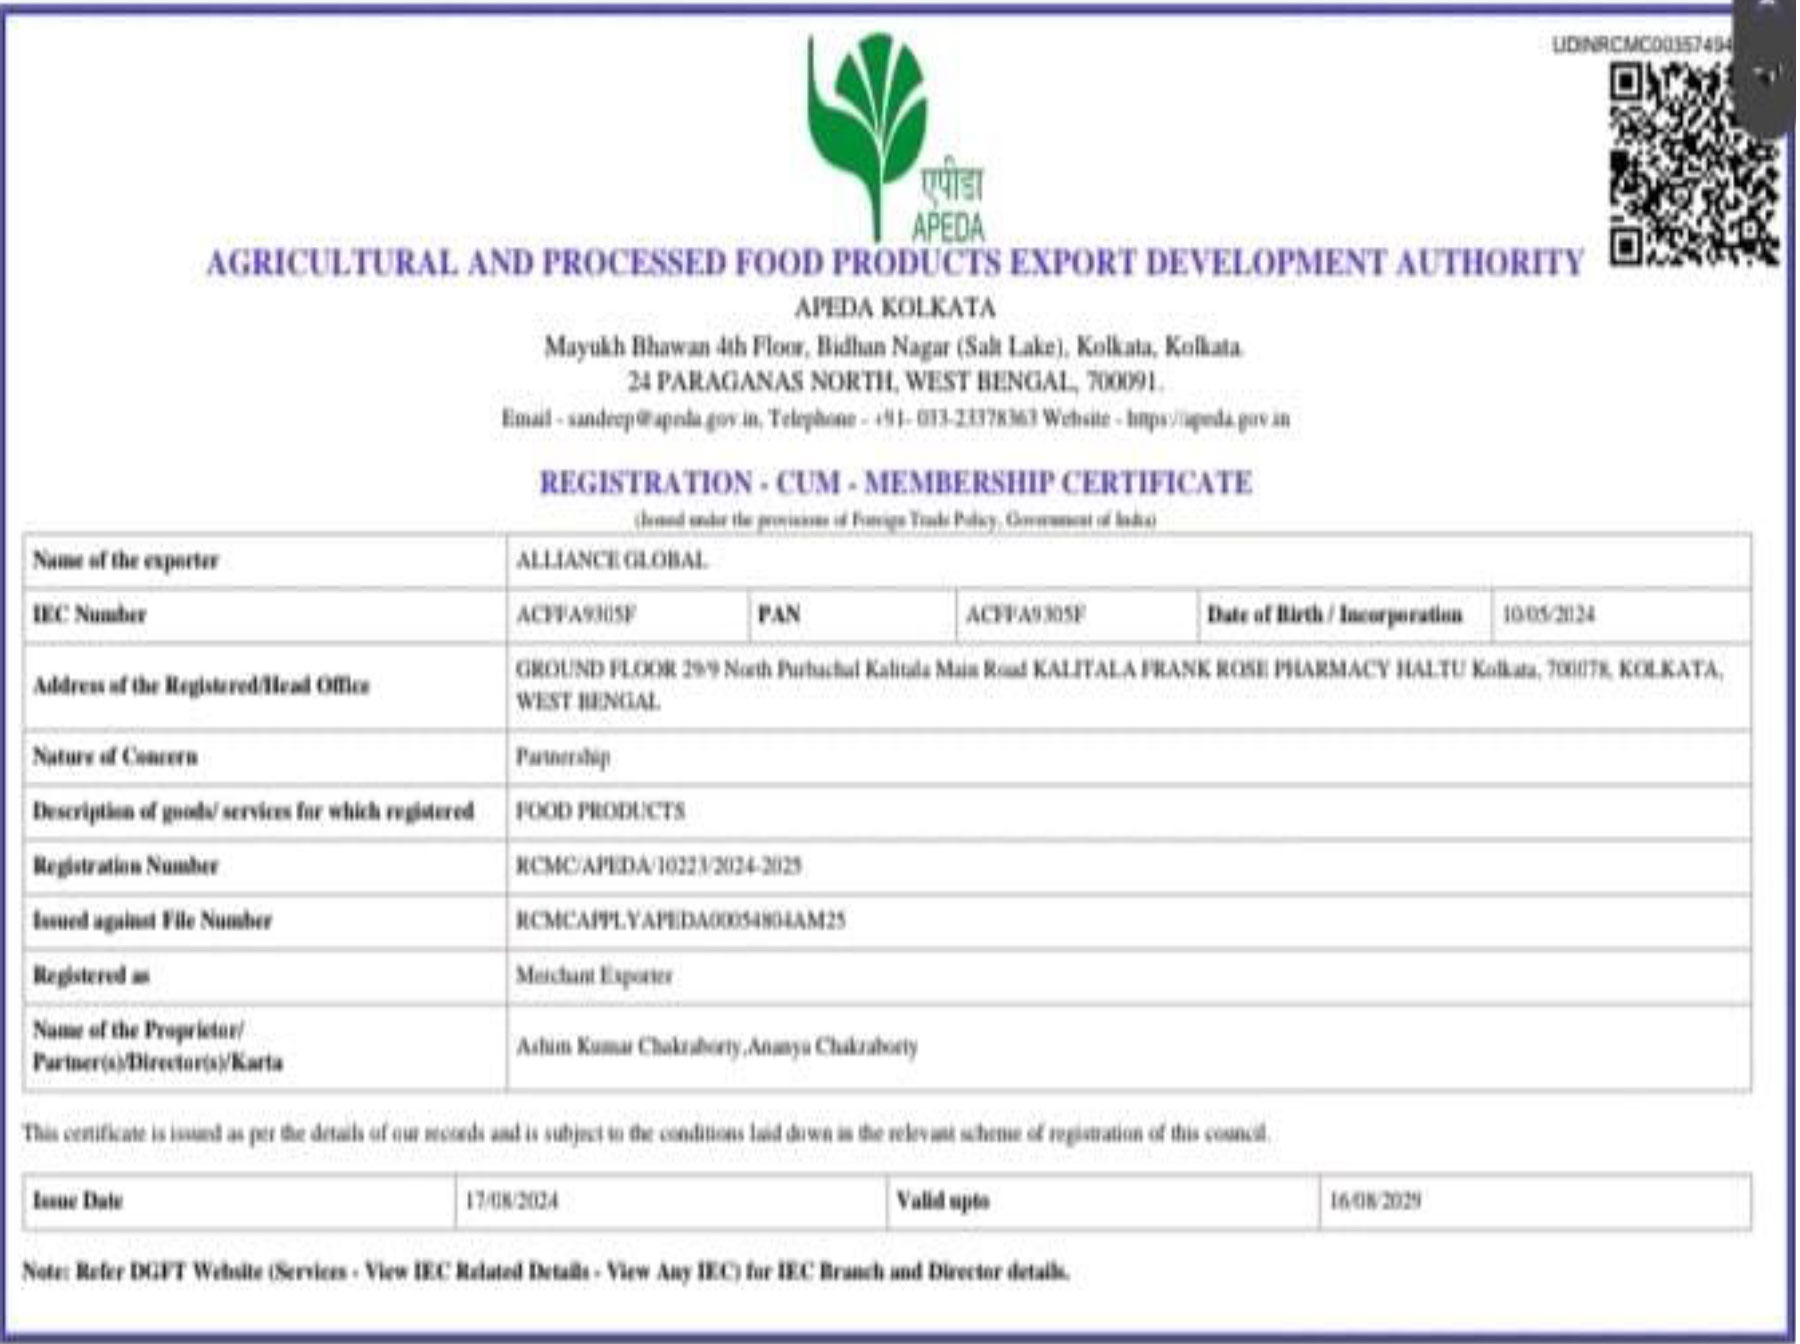 UDINRCMC00357494
एपीडा
APEDA
AGRICULTURAL AND PROCESSED FOOD PRODUCTS EXPORT DEVELOPMENT AUTHORITY
APEDA KOLKATA
Mayukh Bhawan 4th Floor, Bidhan Nagar (Salt Lake), Kolkata, Kolkata.
24 PARAGANAS NORTH, WEST BENGAL, 700091.
Email - sandeep@apeda.gov.in, Telephone - +91- 033-23378363 Website - https://apeda.gov.in
REGISTRATION - CUM - MEMBERSHIP CERTIFICATE
(Issued under the provisions of Foreign Trade Policy, Government of India)
Name of the exporter ALLIANCE GLOBAL
IEC Number ACFFA9305F PAN ACFFA9305F Date of Birth / Incorporation 10/05/2024
Address of the Registered/Head Office GROUND FLOOR 29/9 North Purbachal Kalitala Main Road KALITALA FRANK ROSE PHARMACY HALTU Kolkata, 700078, KOLKATA,
WEST BENGAL
Nature of Concern Partnership
Description of goods/ services for which registered FOOD PRODUCTS
Registration Number RCMC/APEDA/10223/2024-2025
Issued against File Number RCMCAPPLYAPEDA00054804AM25
Registered as Merchant Exporter
Name of the Proprietor/
Partner(s)/Director(s)/Karta Ashim Kumar Chakraborty,Ananya Chakraborty
This certificate is issued as per the details of our records and is subject to the conditions laid down in the relevant scheme of registration of this council.
Issue Date 17/08/2024 Valid upto 16/08/2029
Note: Refer DGFT Website (Services - View IEC Related Details - View Any IEC) for IEC Branch and Director details.